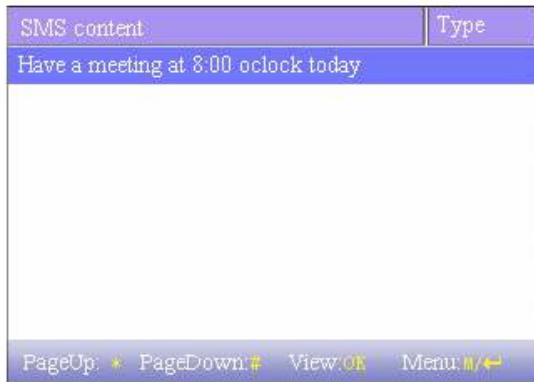 SMS content Type
Have a meeting at 8:00 oclock today
PageUp: * PageDown:# View:OK Menu:M/↵